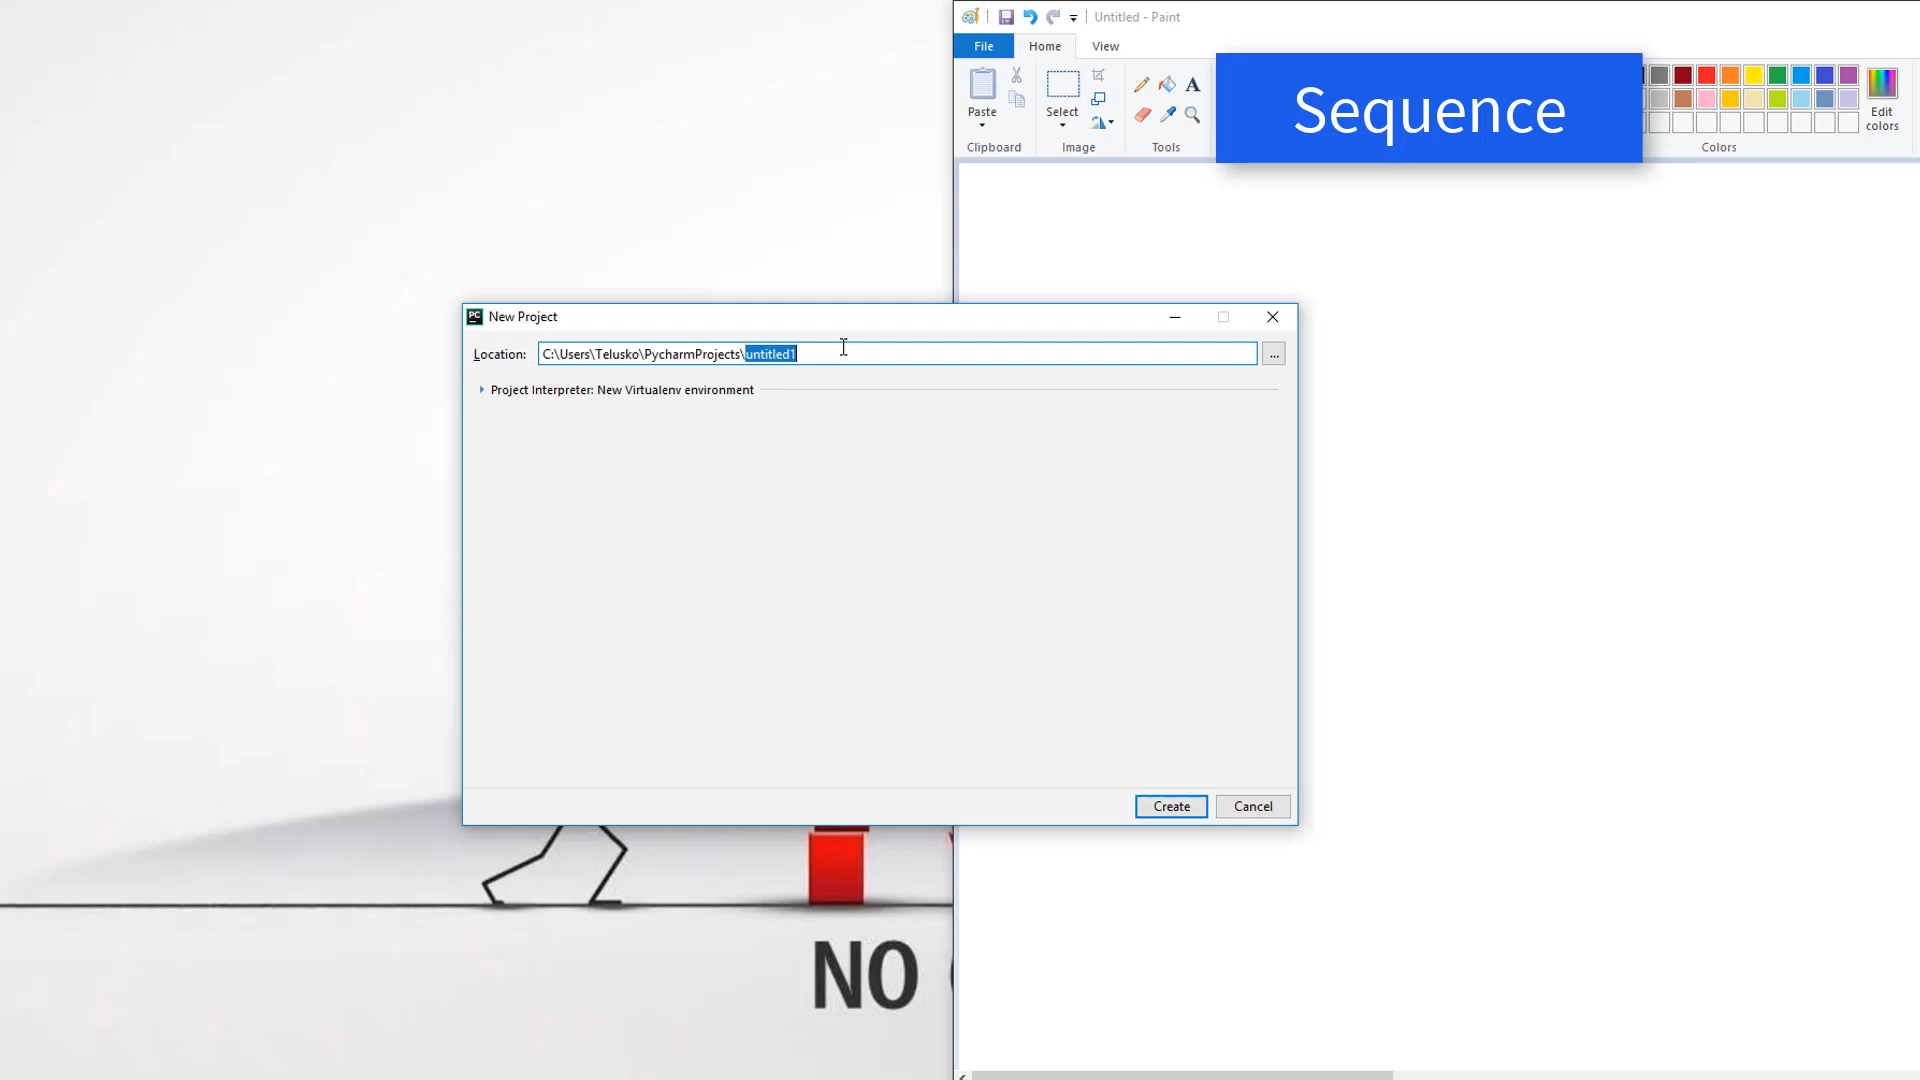 Untitled - Paint
File Home View
Sequence
Paste
Select
A
Edit colors
Clipboard
Image
Tools
Colors
PC New Project
Location: C:\Users\Telusko\PycharmProjects\untitled1
...
Project Interpreter: New Virtualenv environment
Create
Cancel
NO